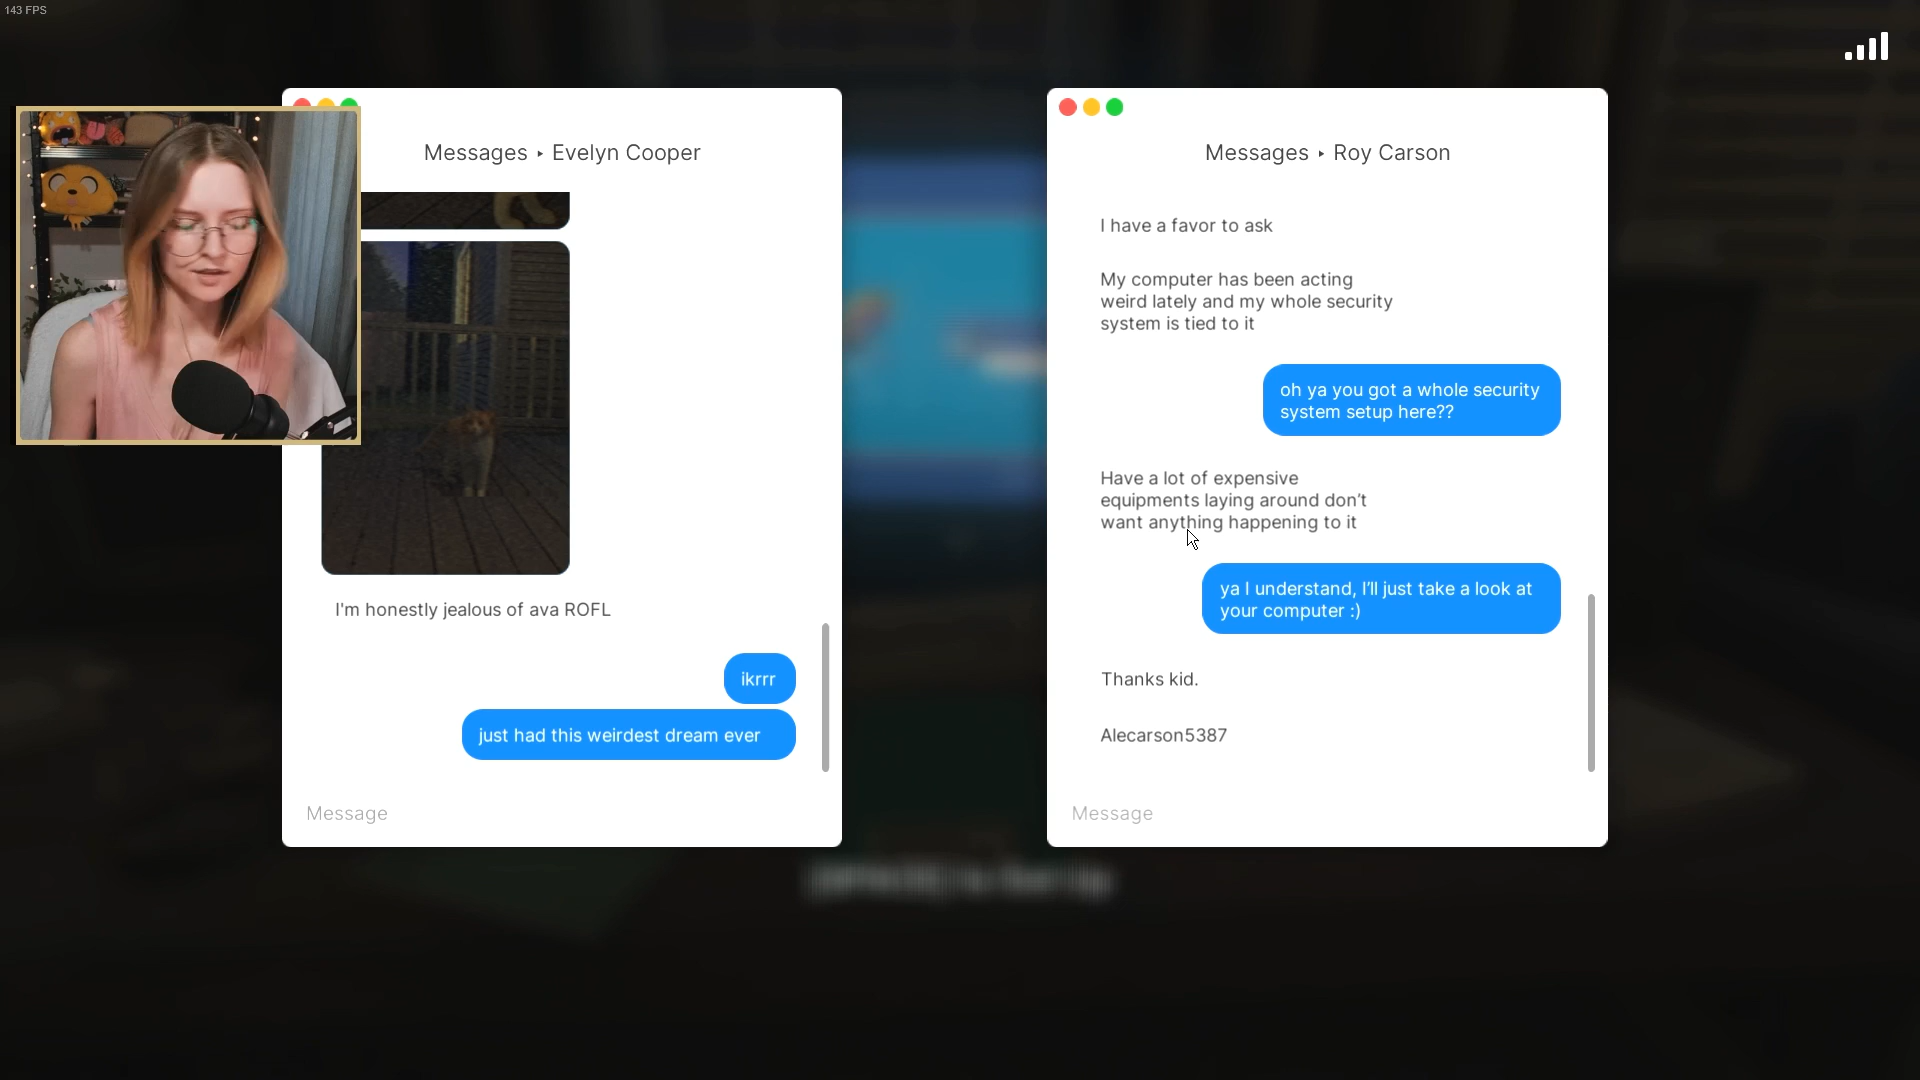 143 FPS
Messages ‣ Evelyn Cooper
I'm honestly jealous of ava ROFL
ikrrr
just had this weirdest dream ever
Message
Messages ‣ Roy Carson
I have a favor to ask
My computer has been acting
weird lately and my whole security
system is tied to it
oh ya you got a whole security
system setup here??
Have a lot of expensive
equipments laying around don’t
want anything happening to it
ya I understand, I’ll just take a look at
your computer :)
Thanks kid.
Alecarson5387
Message